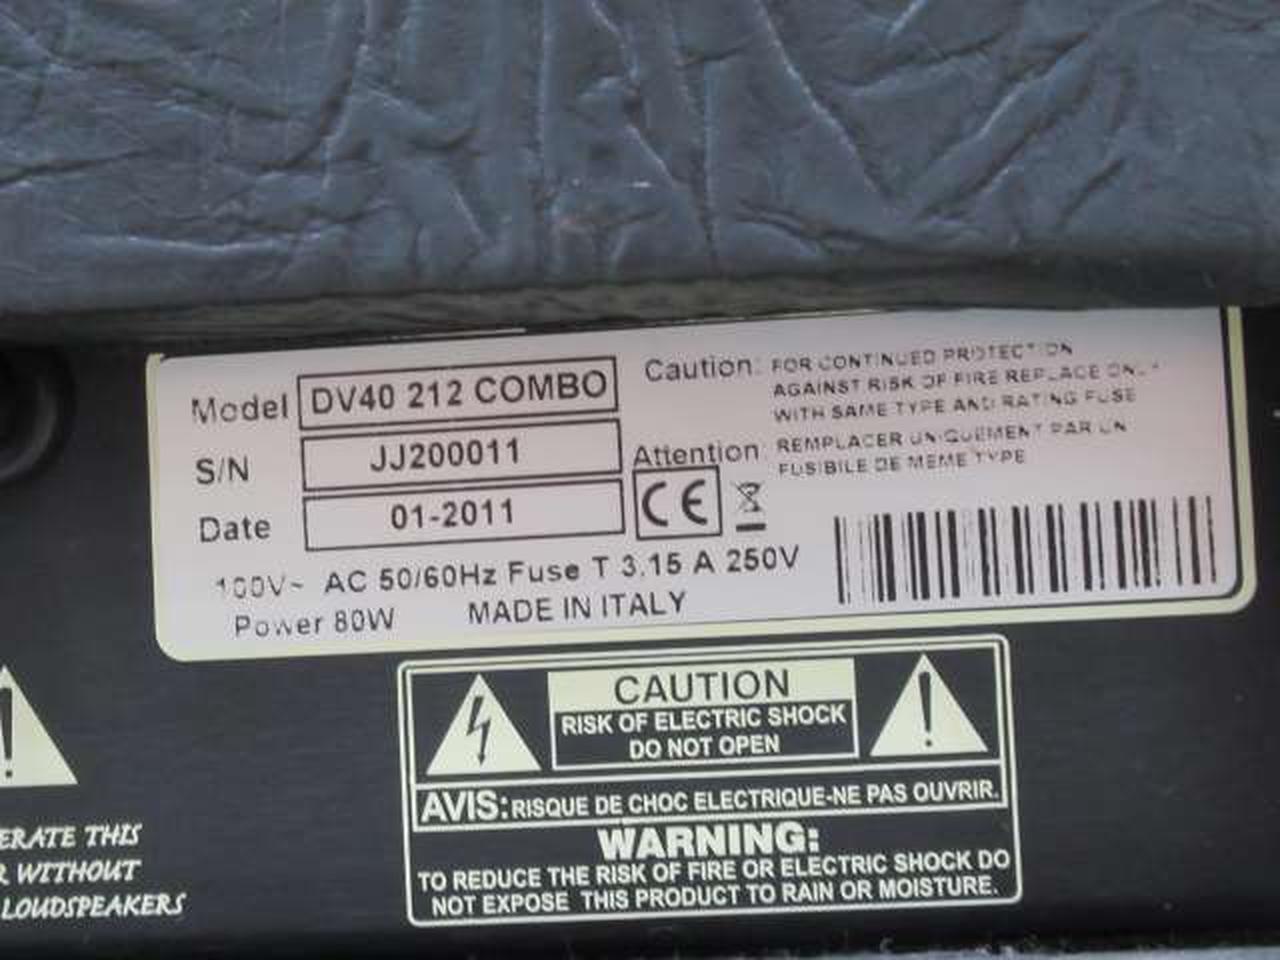 Model DV40 212 COMBO
S/N JJ200011
Date 01-2011
Caution: FOR CONTINUED PROTECTION
AGAINST RISK OF FIRE REPLACE ONLY
WITH SAME TYPE AND RATING FUSE
Attention REMPLACER UNIQUEMENT PAR UN
FUSIBILE DE MEME TYPE
CE
100V~ AC 50/60Hz Fuse T 3.15 A 250V
Power 80W MADE IN ITALY
CAUTION
RISK OF ELECTRIC SHOCK
DO NOT OPEN
AVIS: RISQUE DE CHOC ELECTRIQUE-NE PAS OUVRIR.
WARNING:
TO REDUCE THE RISK OF FIRE OR ELECTRIC SHOCK DO
NOT EXPOSE THIS PRODUCT TO RAIN OR MOISTURE.
ERATE THIS
R WITHOUT
LOUDSPEAKERS